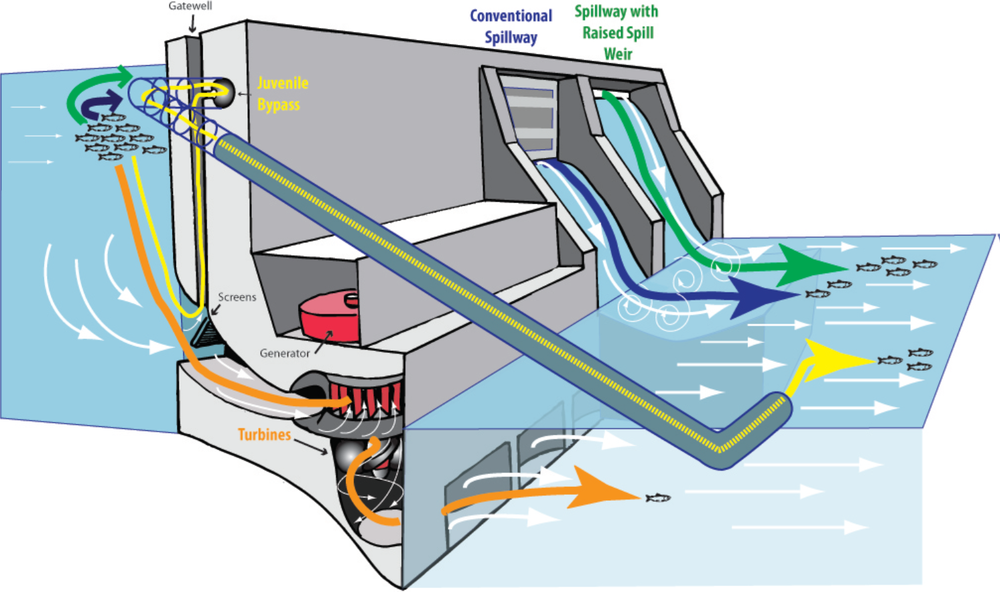 Gatewell
Conventional
Spillway
Spillway with
Raised Spill
Weir
Juvenile
Bypass
Screens
Generator
Turbines